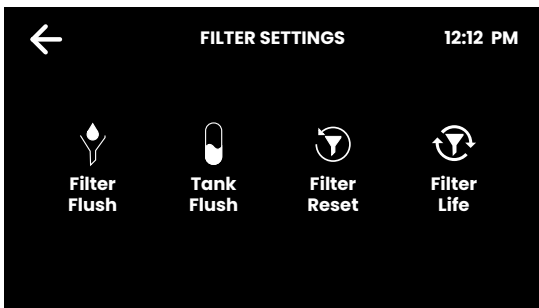 FILTER SETTINGS
12:12 PM
Filter Flush
Tank Flush
Filter Reset
Filter Life